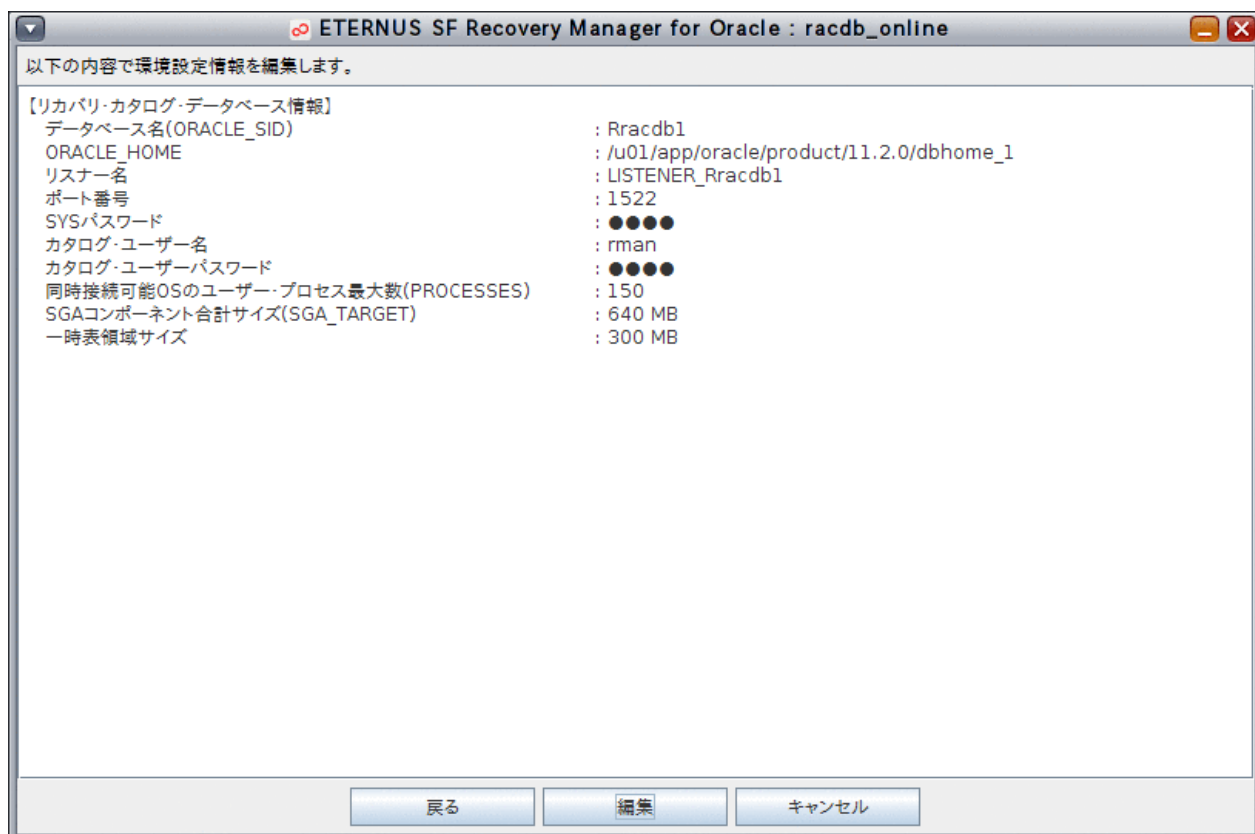 ETERNUS SF Recovery Manager for Oracle : racdb_online
以下の内容で環境設定情報を編集します。
【リカバリ･カタログ･データベース情報】
データベース名(ORACLE_SID) : Rracdb1
ORACLE_HOME : /u01/app/oracle/product/11.2.0/dbhome_1
リスナー名 : LISTENER_Rracdb1
ポート番号 : 1522
SYSパスワード : ●●●●
カタログ･ユーザー名 : rman
カタログ･ユーザーパスワード : ●●●●
同時接続可能OSのユーザー･プロセス最大数(PROCESSES) : 150
SGAコンポーネント合計サイズ(SGA_TARGET) : 640 MB
一時表領域サイズ : 300 MB
戻る 編集 キャンセル